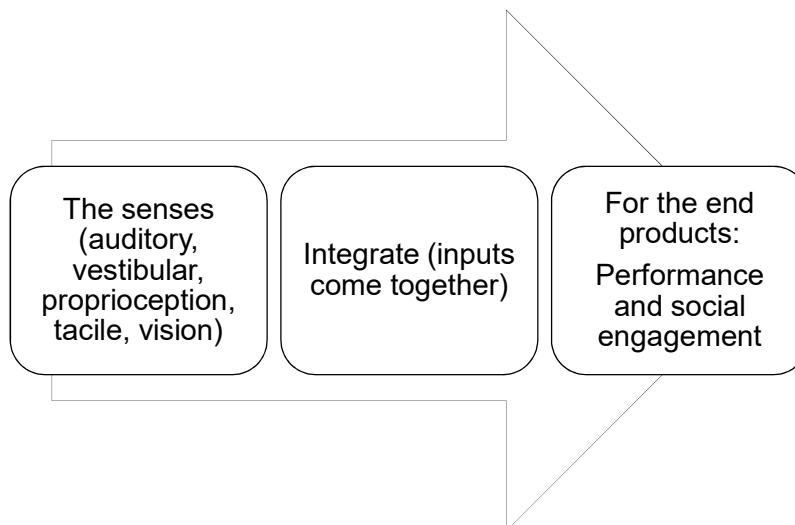 The senses
(auditory,
vestibular,
proprioception,
tacile, vision)
Integrate (inputs
come together)
For the end
products:
Performance
and social
engagement